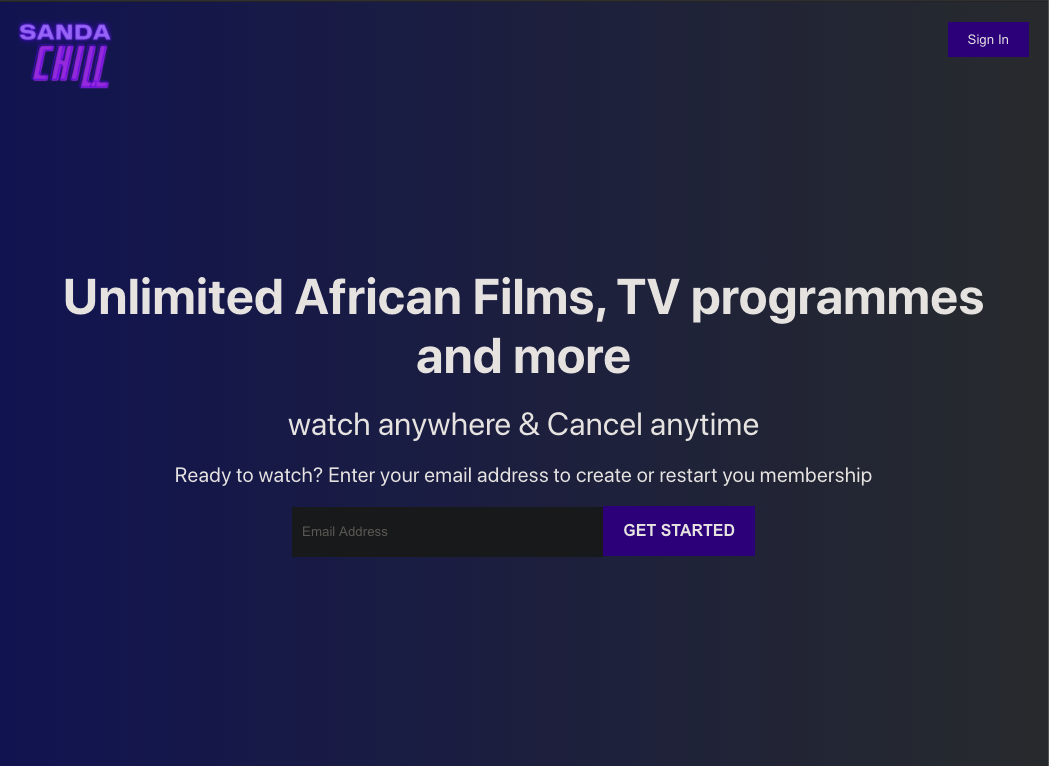 SANDA
CHILL
Sign In
Unlimited African Films, TV programmes
and more
watch anywhere & Cancel anytime
Ready to watch? Enter your email address to create or restart you membership
Email Address
GET STARTED